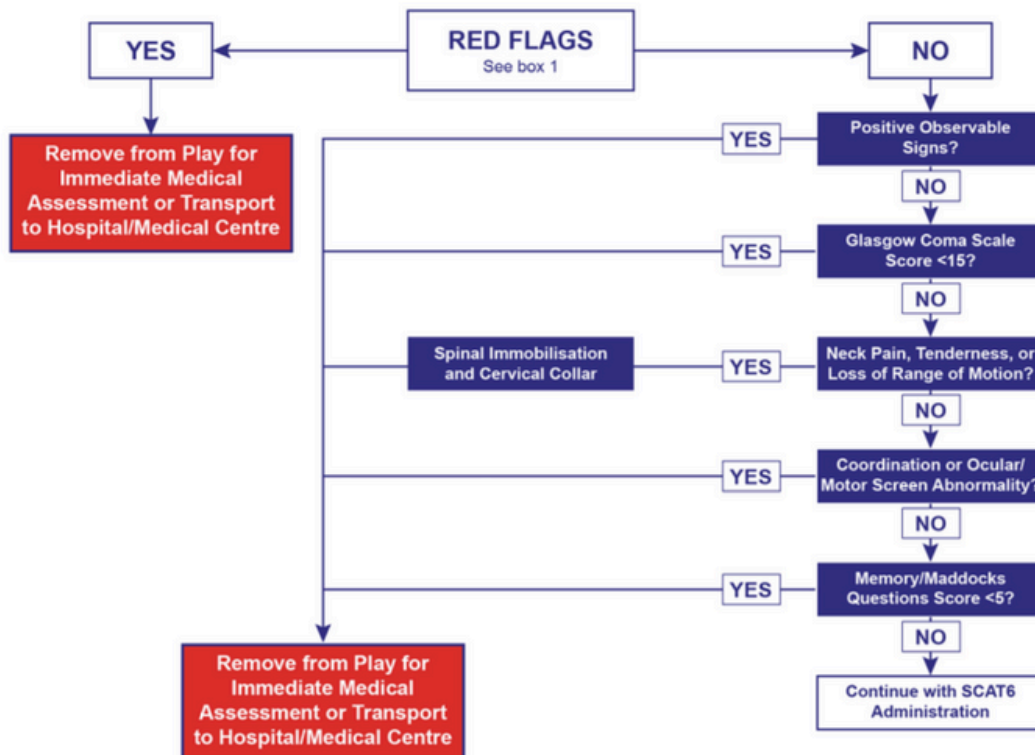 YES
RED FLAGS
See box 1
NO
Remove from Play for
Immediate Medical
Assessment or Transport
to Hospital/Medical Centre
YES
Positive Observable
Signs?
NO
YES
Glasgow Coma Scale
Score <15?
NO
Spinal Immobilisation
and Cervical Collar
YES
Neck Pain, Tenderness, or
Loss of Range of Motion?
NO
YES
Coordination or Ocular/
Motor Screen Abnormality?
NO
YES
Memory/Maddocks
Questions Score <5?
NO
Remove from Play for
Immediate Medical
Assessment or Transport
to Hospital/Medical Centre
Continue with SCAT6
Administration